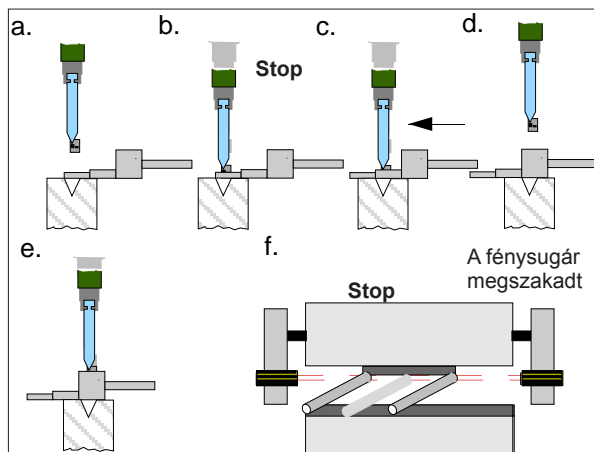 a.
b.
Stop
c.
d.
e.
f.
Stop
A fénysugár
megszakadt